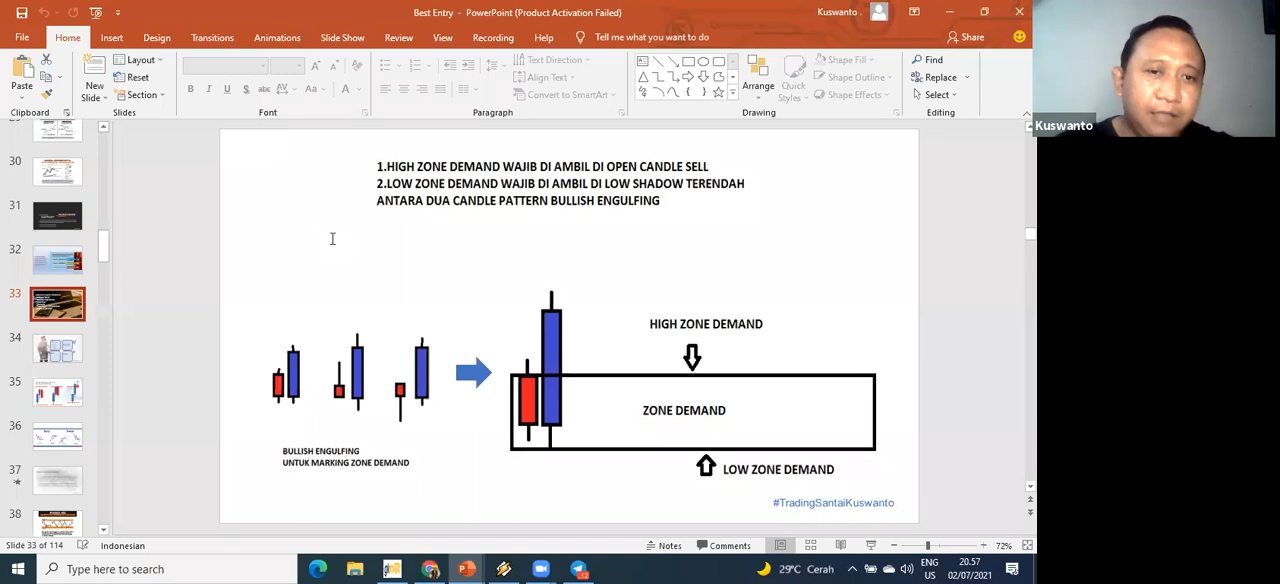 Best Entry - PowerPoint (Product Activation Failed)
Kuswanto .
File Home Insert Design Transitions Animations Slide Show Review View Recording Help Tell me what you want to do Share
Paste
Clipboard
New
Slide
Layout
Reset
Section
Slides
B I U S abc AV Aa A
Font
Text Direction
Align Text
Convert to SmartArt
Paragraph
Arrange
Quick
Styles
Shape Fill
Shape Outline
Shape Effects
Drawing
Find
Replace
Select
Editing
Kuswanto
30
31
32
33
34
35
36
37
38
1.HIGH ZONE DEMAND WAJIB DI AMBIL DI OPEN CANDLE SELL
2.LOW ZONE DEMAND WAJIB DI AMBIL DI LOW SHADOW TERENDAH
ANTARA DUA CANDLE PATTERN BULLISH ENGULFING
HIGH ZONE DEMAND
ZONE DEMAND
LOW ZONE DEMAND
BULLISH ENGULFING
UNTUK MARKING ZONE DEMAND
#TradingSantaiKuswanto
Slide 33 of 114 Indonesian Notes Comments 72%
Type here to search
12
29°C Cerah
ENG
US
20.57
02/07/2021